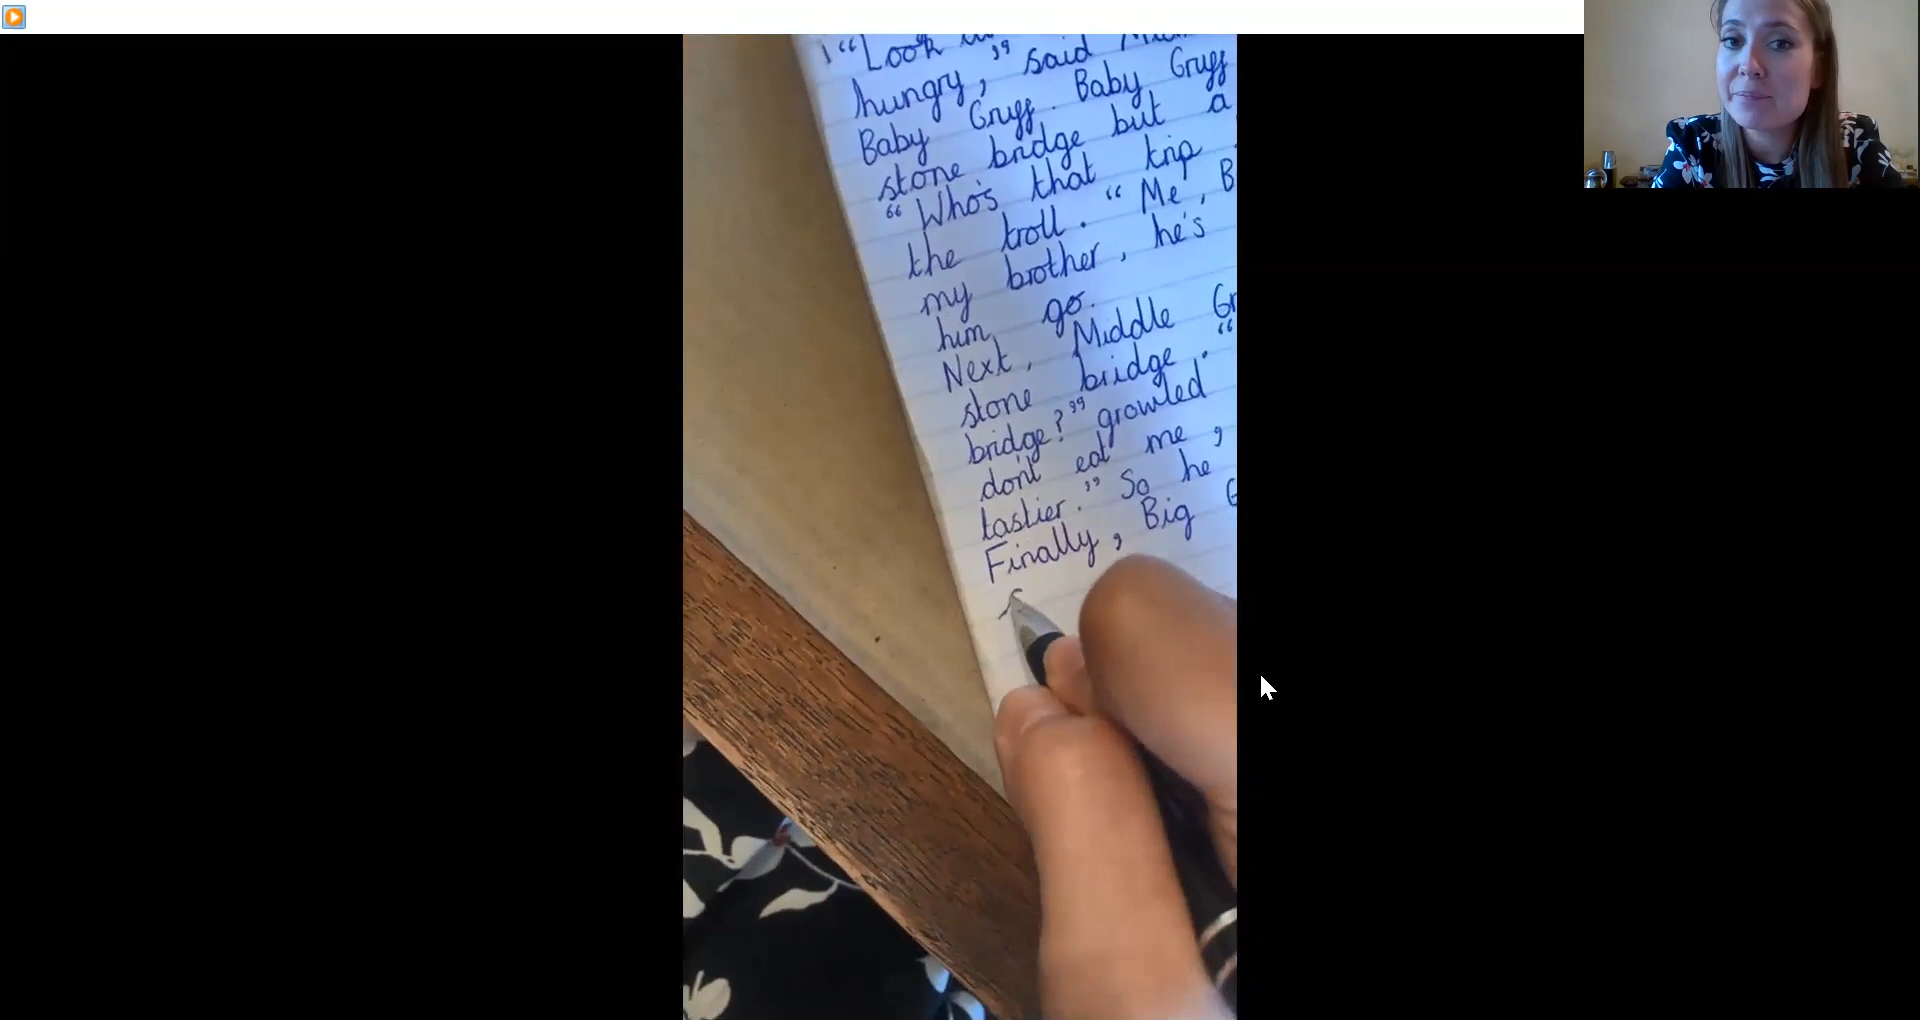 “Look
hungry,” said
Baby Gruff. Baby Gruff
stone bridge but a
“Who's that trip
the troll. “Me, B
my brother, he's
him go.
Next, Middle Gr
stone bridge. “
bridge?” growled
don't eat me,
tastier.” So he
Finally, Big G